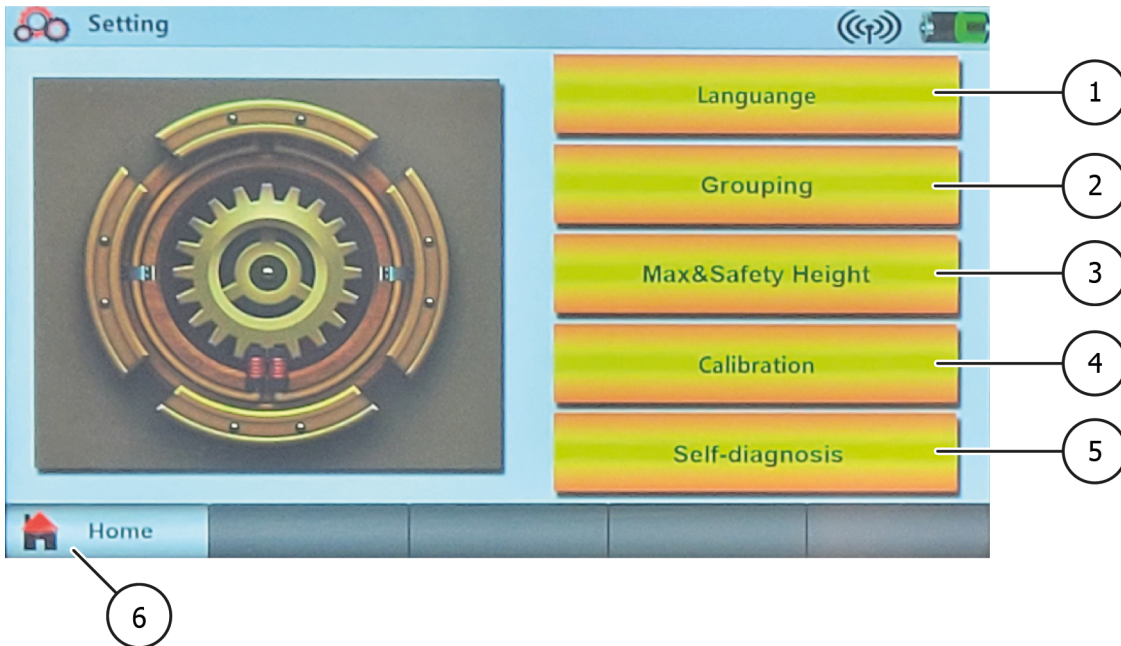 Setting
Languange
1
Grouping
2
Max&Safety Height
3
Calibration
4
Self-diagnosis
5
Home
6